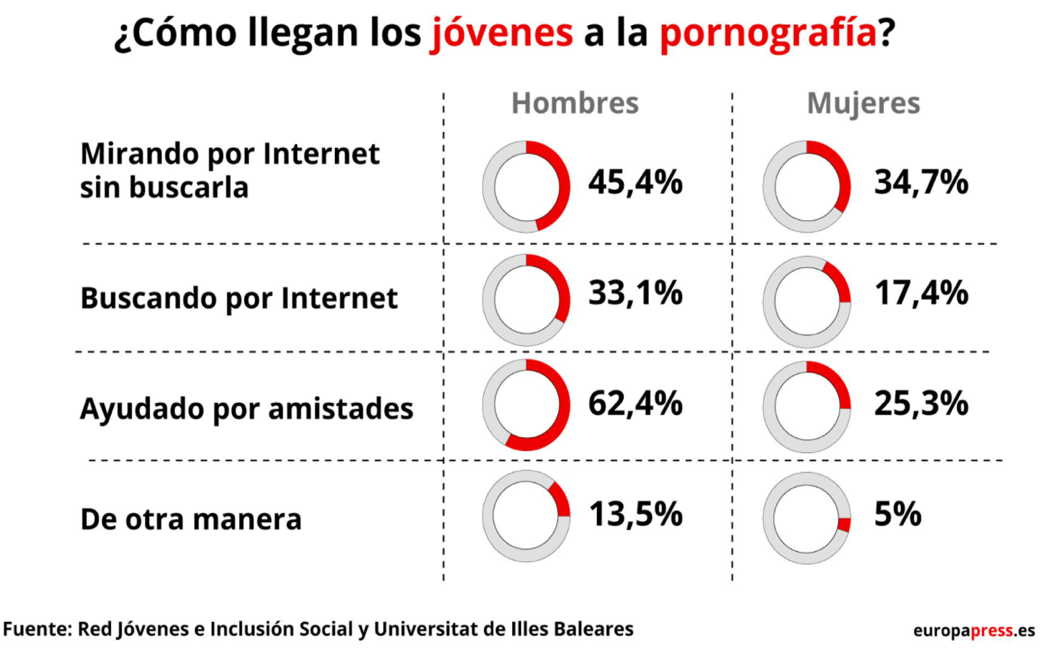 ¿Cómo llegan los jóvenes a la pornografía?
Hombres Mujeres
Mirando por Internet
sin buscarla
45,4% 34,7%
Buscando por Internet 33,1% 17,4%
Ayudado por amistades 62,4% 25,3%
De otra manera 13,5% 5%
Fuente: Red Jóvenes e Inclusión Social y Universitat de Illes Baleares europapress.es